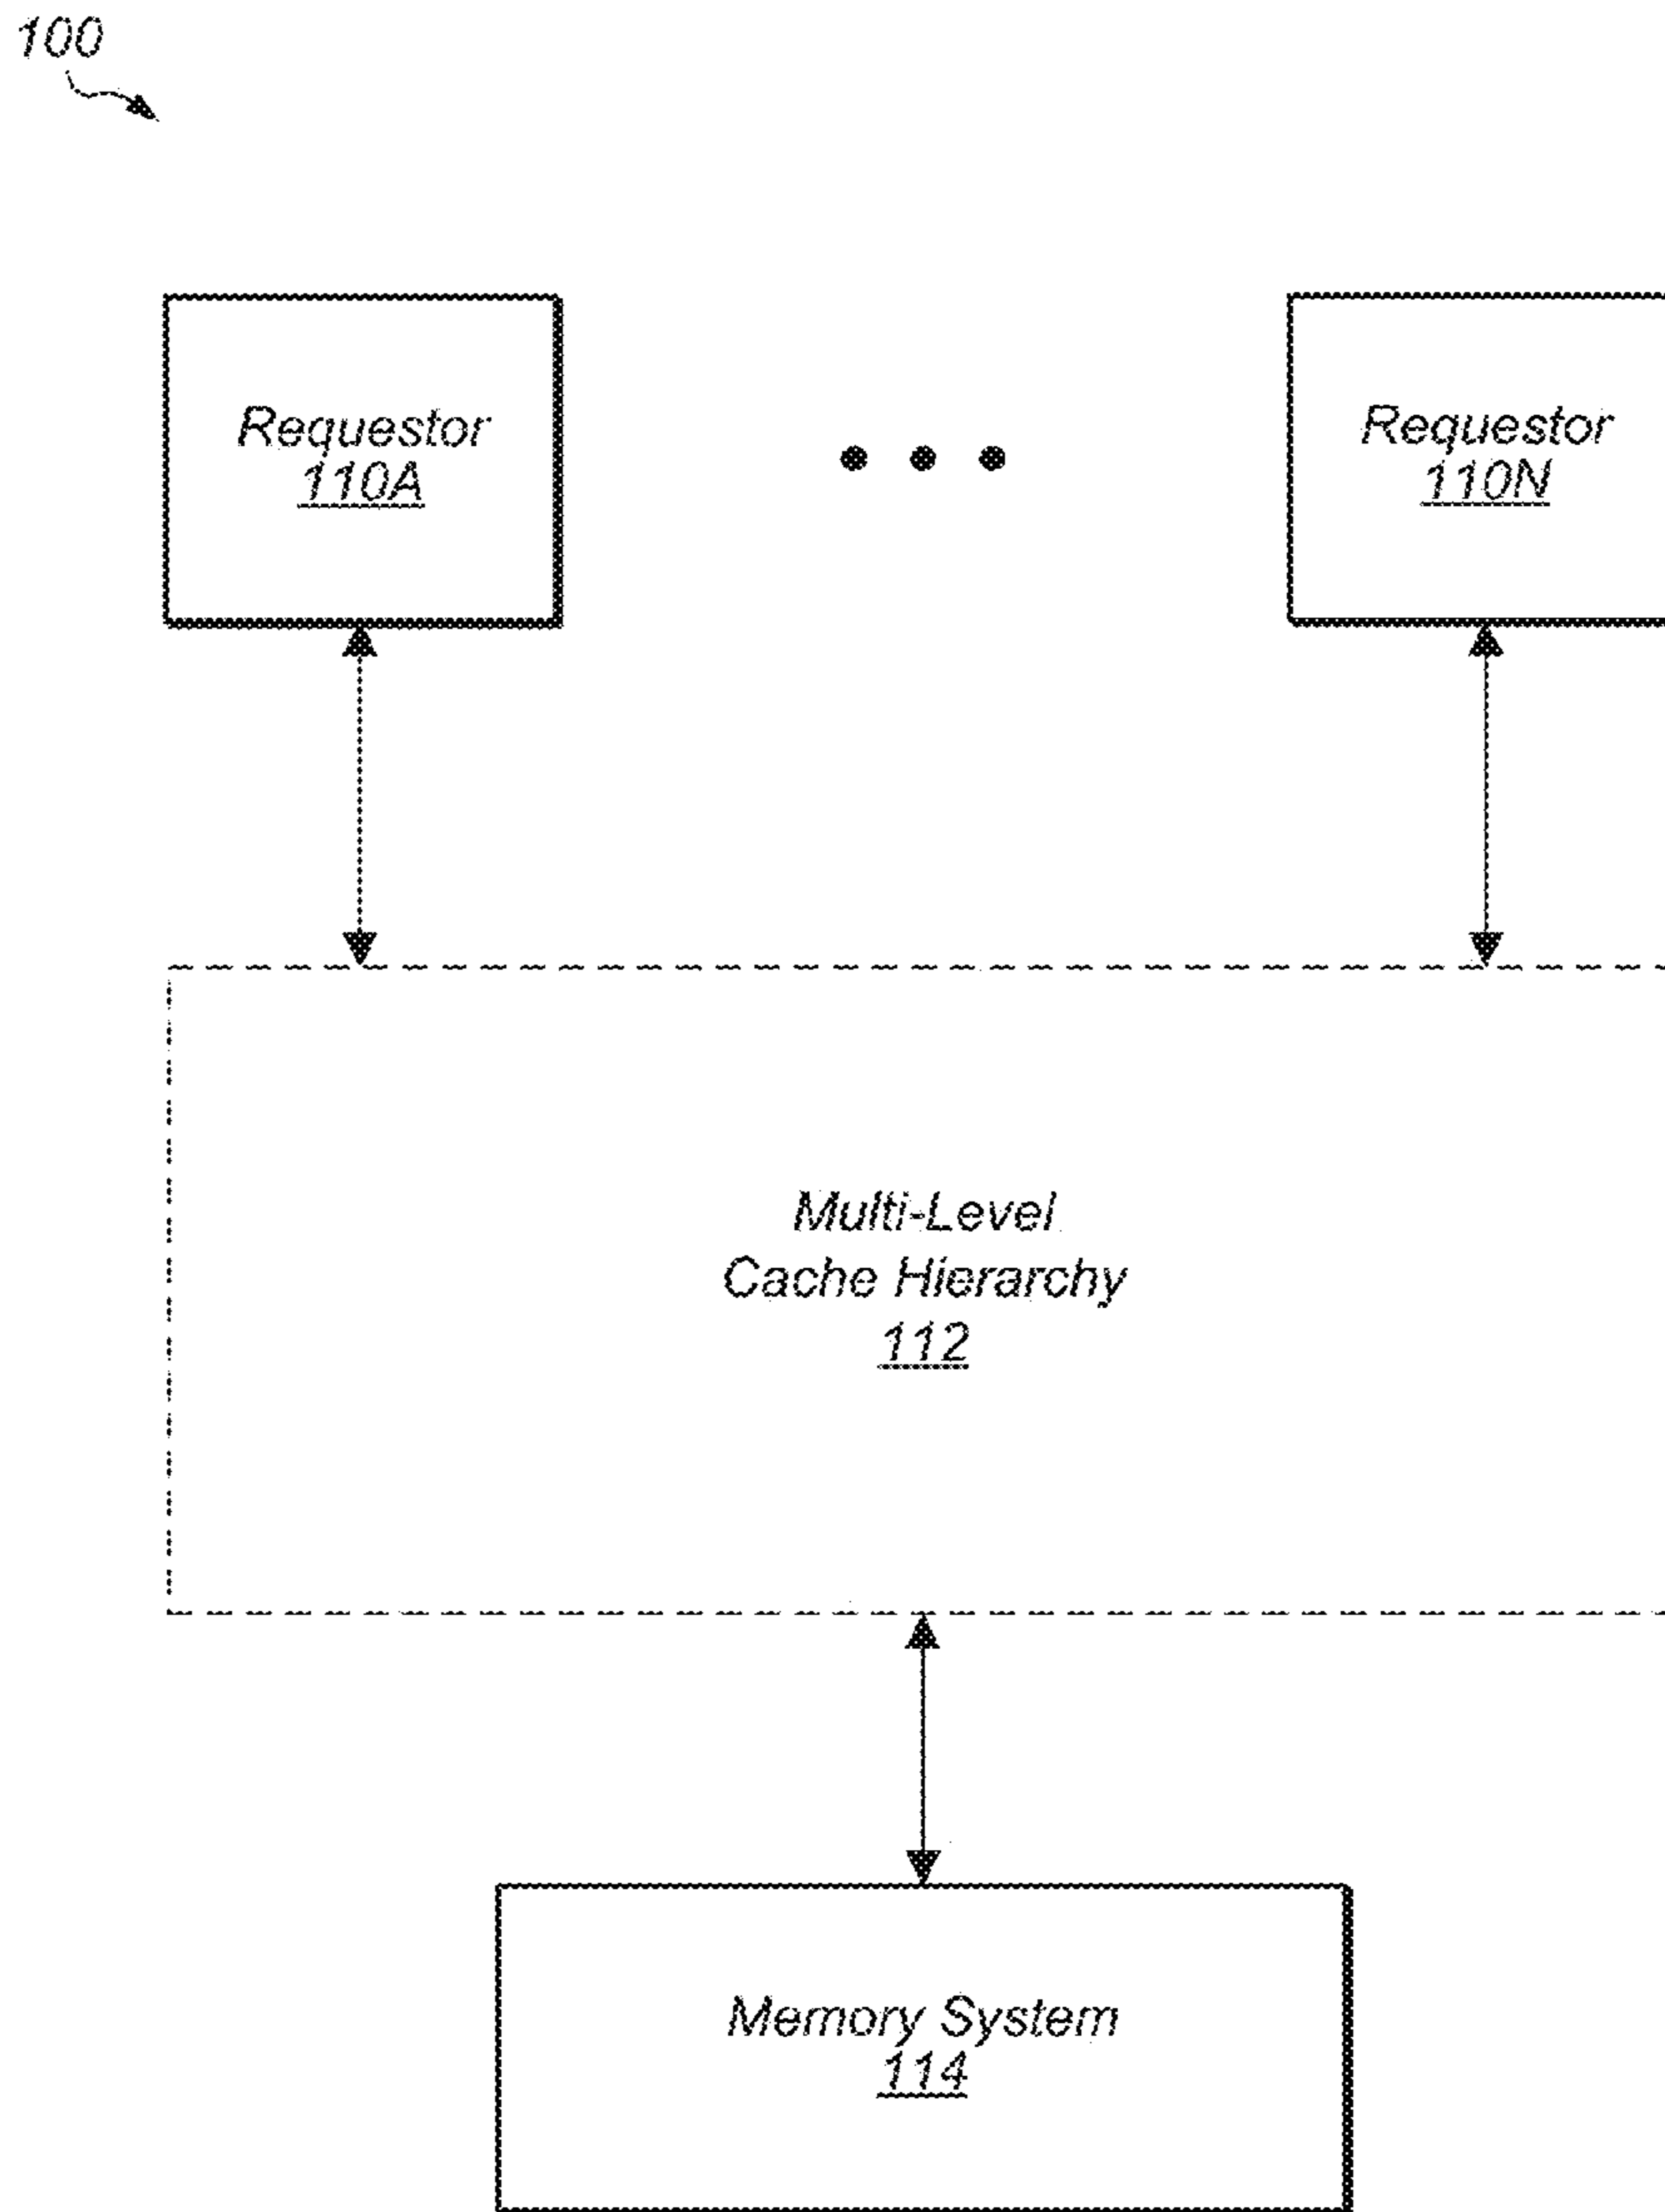 100
Requestor
110A
Requestor
110N
Multi-Level
Cache Hierarchy
112
Memory System
114